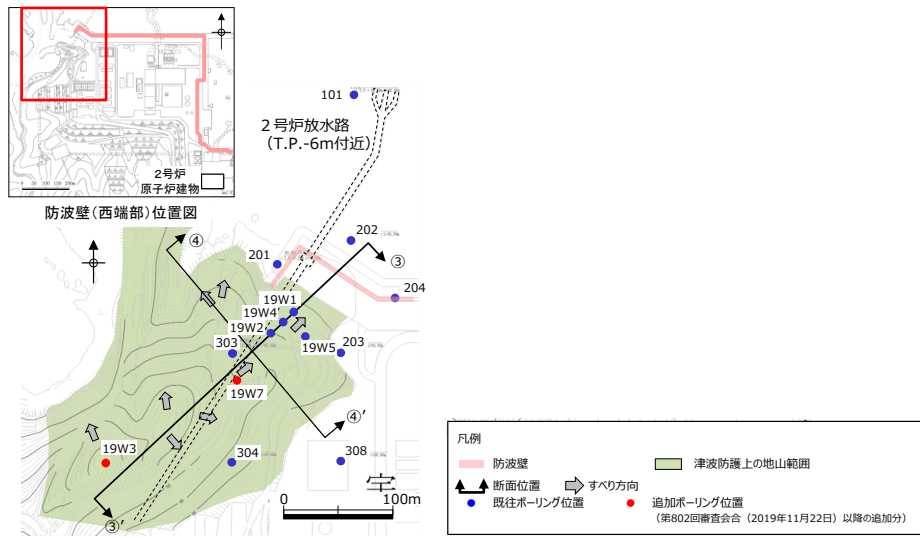 2号炉
原子炉建物
0 50 100 150 200m
防波壁(西端部)位置図
101
2号炉放水路
(T.P.-6m付近)
④
202
201
③
204
19W1
19W4
19W2
303
19W5
203
19W7
④’
19W3
304
308
室
0 100m
③’
凡例
防波壁
津波防護上の地山範囲
断面位置
すべり方向
既往ボーリング位置
追加ボーリング位置
(第802回審査会合(2019年11月22日)以降の追加分)